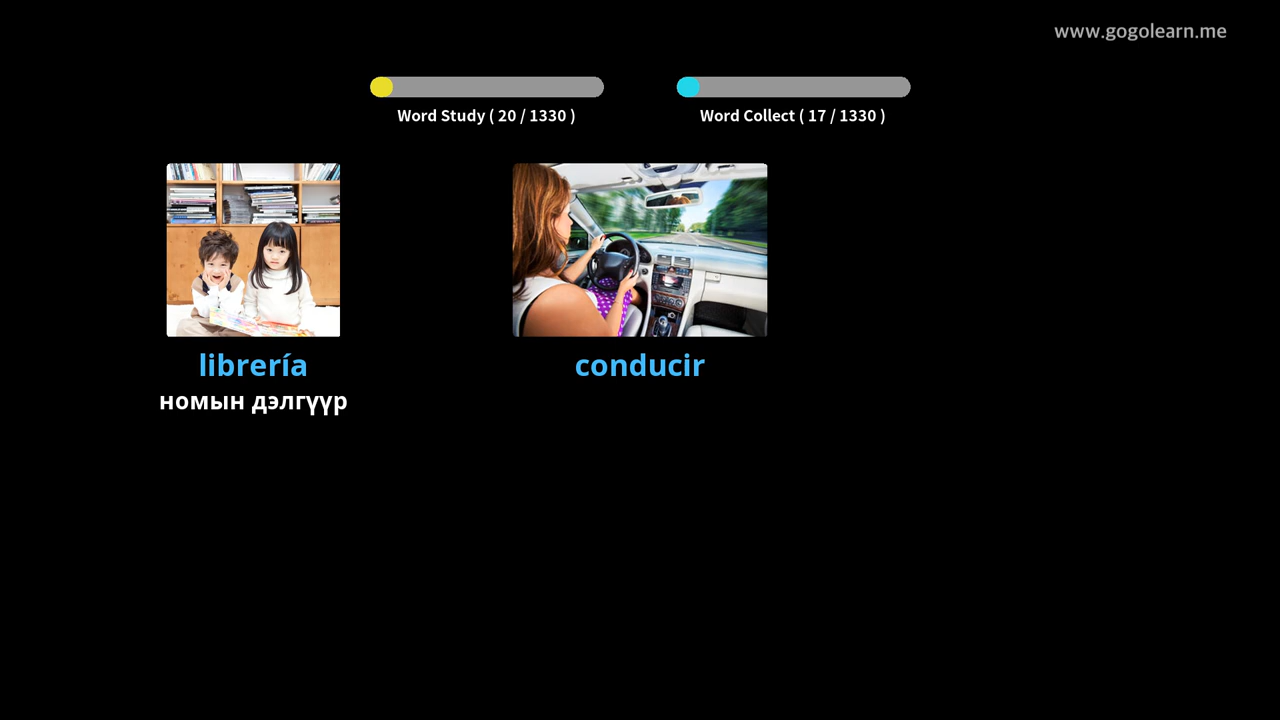 www.gogolearn.me
Word Study ( 20 / 1330 )
Word Collect ( 17 / 1330 )
librería
conducir
номын дэлгүүр